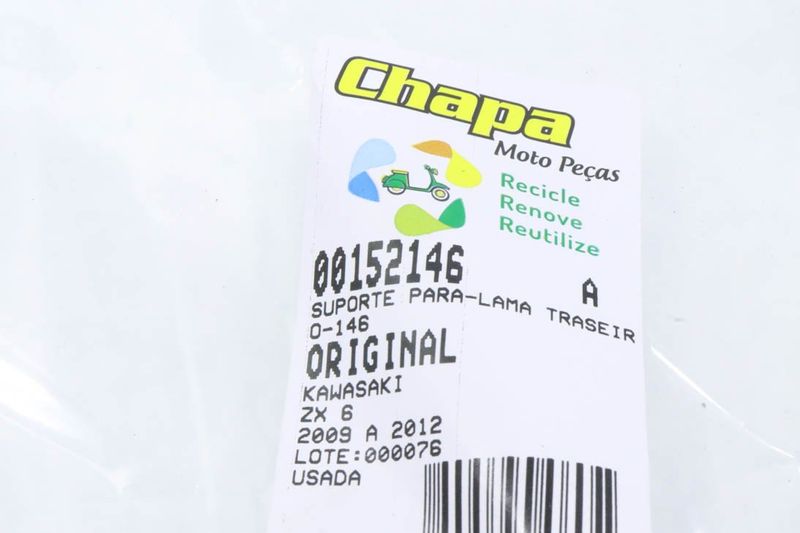 Chapa
Moto Peças
Recicle
Renove
Reutilize
00152146 A
SUPORTE PARA-LAMA TRASEIR
O-146
ORIGINAL
KAWASAKI
ZX 6
2009 A 2012
LOTE:000076
USADA